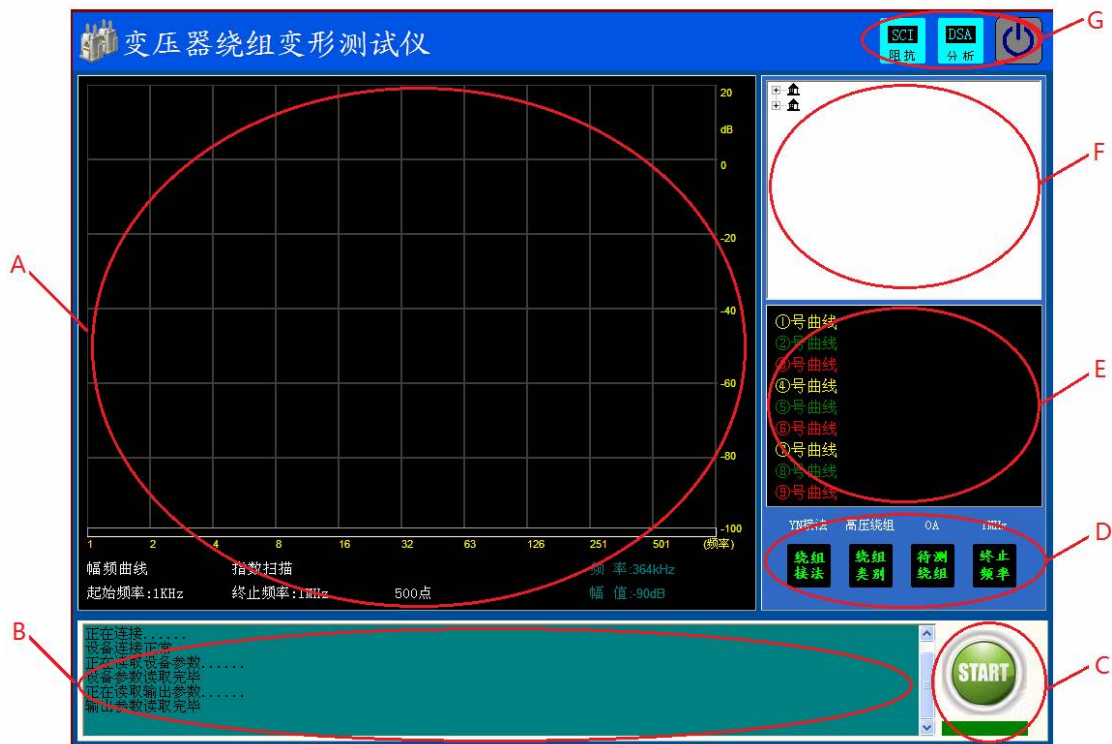 G
变压器绕组变形测试仪
SCI
阻抗
DSA
分析
20
dB
0
-20
-40
-60
-80
-100
1 2 4 8 16 32 63 126 251 501 (频率)
幅频曲线 指数扫描 频 率:364kHz
起始频率:1KHz 终止频率:1MHz 500点 幅 值:-90dB
A
F
①号曲线
②号曲线
③号曲线
④号曲线
⑤号曲线
⑥号曲线
⑦号曲线
⑧号曲线
⑨号曲线
E
YN接法 高压绕组 OA 1MHz
绕组
接法
绕组
类别
待测
绕组
终止
频率
D
B
正在连接......
设备连接正常
正在读取设备参数......
设备参数读取完毕
正在读取输出参数......
输出参数读取完毕
START
C